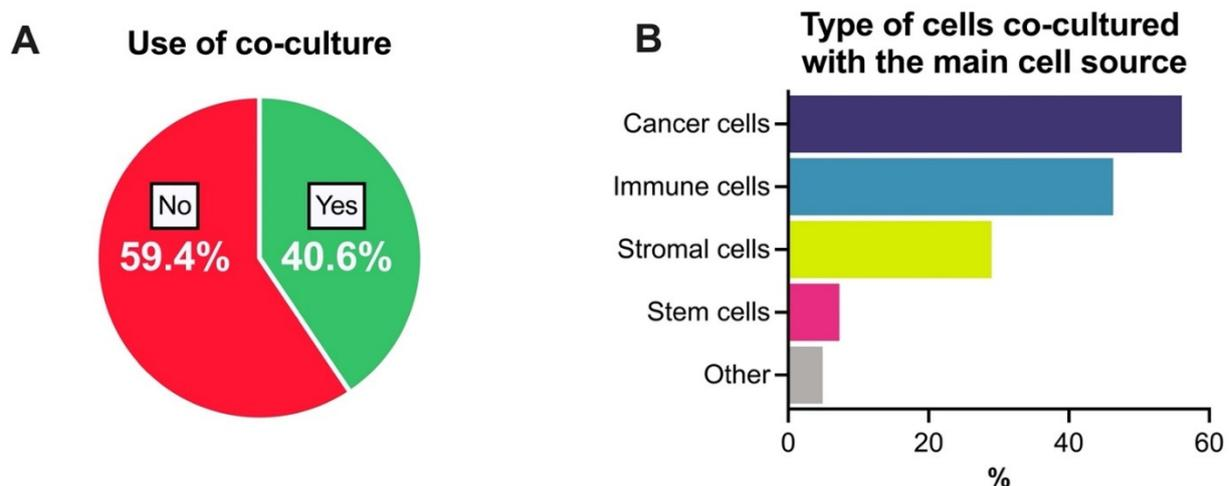 A
Use of co-culture
No
59.4%
Yes
40.6%
B
Type of cells co-cultured
with the main cell source
Cancer cells
Immune cells
Stromal cells
Stem cells
Other
0 20 40 60
%